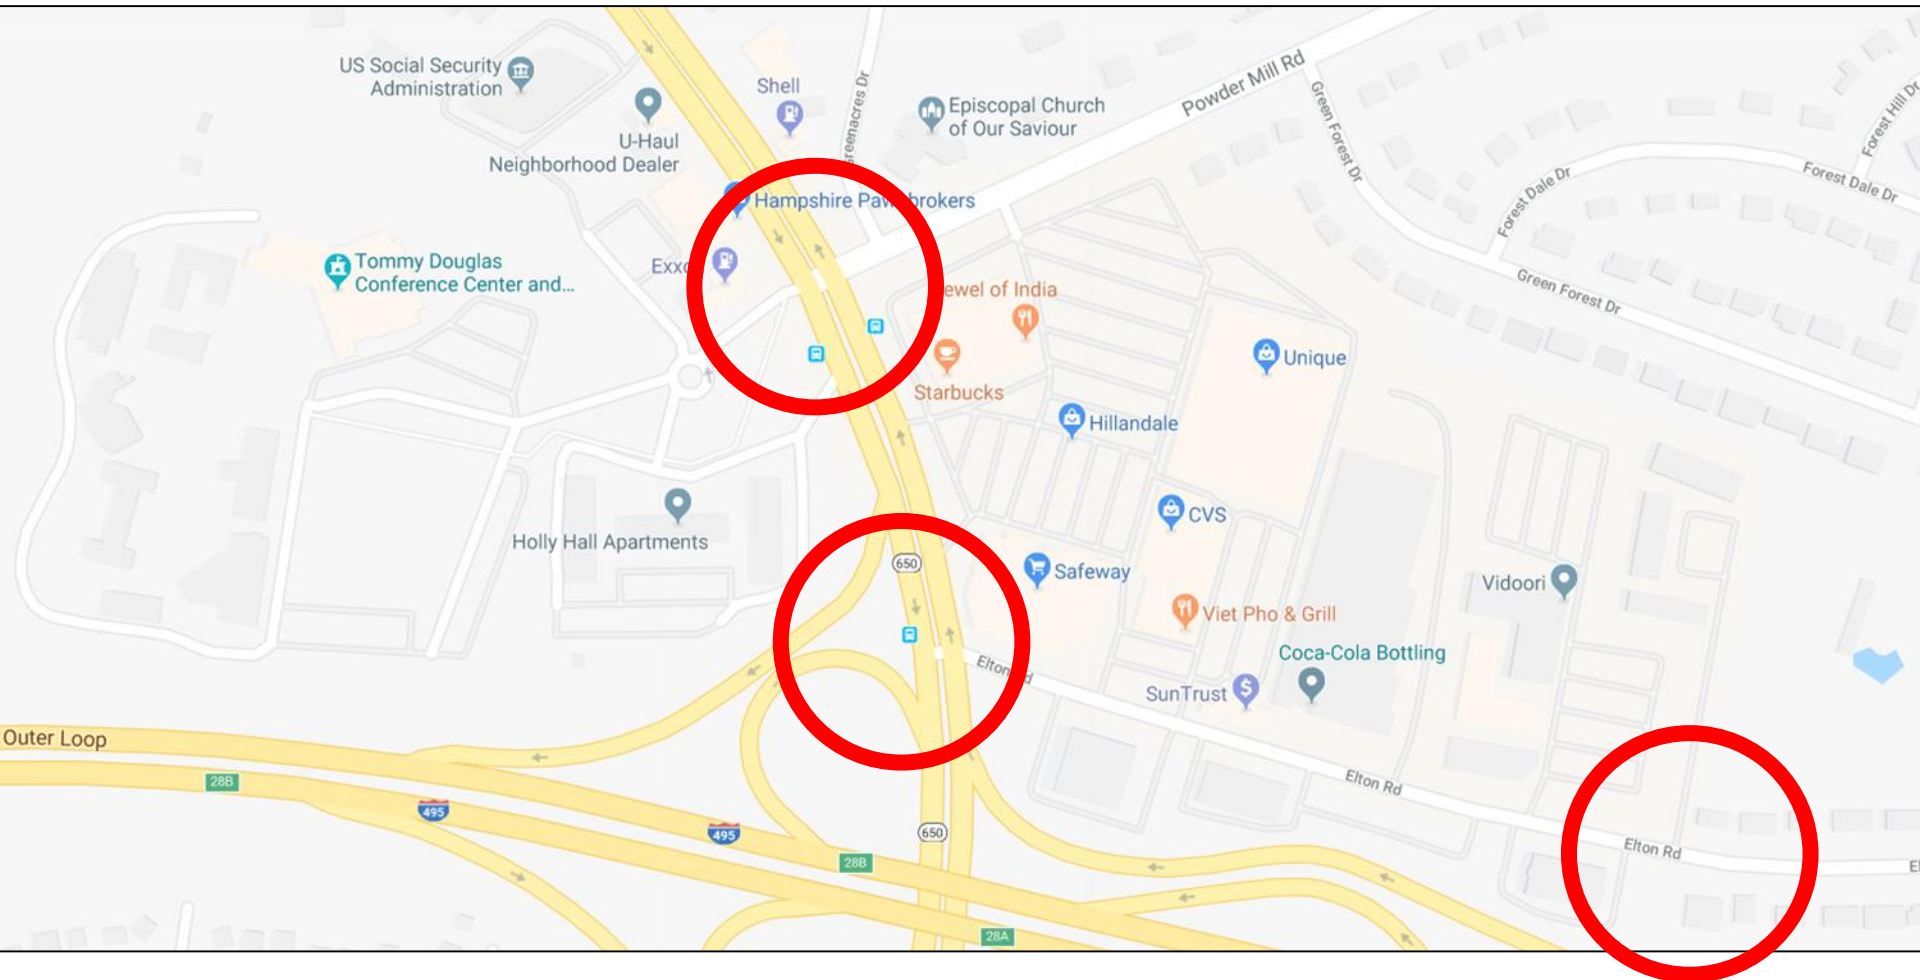 US Social Security
Administration
Shell
U-Haul
Neighborhood Dealer
Greenacres Dr
Episcopal Church
of Our Saviour
Powder Mill Rd
Green Forest Dr
Forest Hill Dr
Forest Dale Dr
Forest Dale Dr
Hampshire Pawnbrokers
Tommy Douglas
Conference Center and...
Exxo
ewel of India
Green Forest Dr
Unique
Starbucks
Hillandale
CVS
Holly Hall Apartments
650
Safeway
Vidoori
Viet Pho & Grill
Coca-Cola Bottling
Elton Rd
SunTrust
Outer Loop
28B
495
495
650
Elton Rd
28B
Elton Rd
El
28A